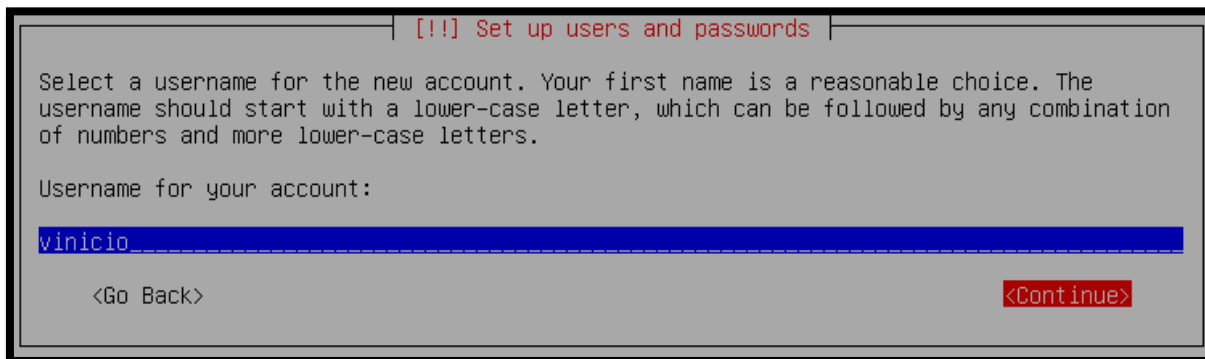 [!!] Set up users and passwords
Select a username for the new account. Your first name is a reasonable choice. The
username should start with a lower-case letter, which can be followed by any combination
of numbers and more lower-case letters.
Username for your account:
vinicio_________________________________________________________________________________
<Go Back> <Continue>